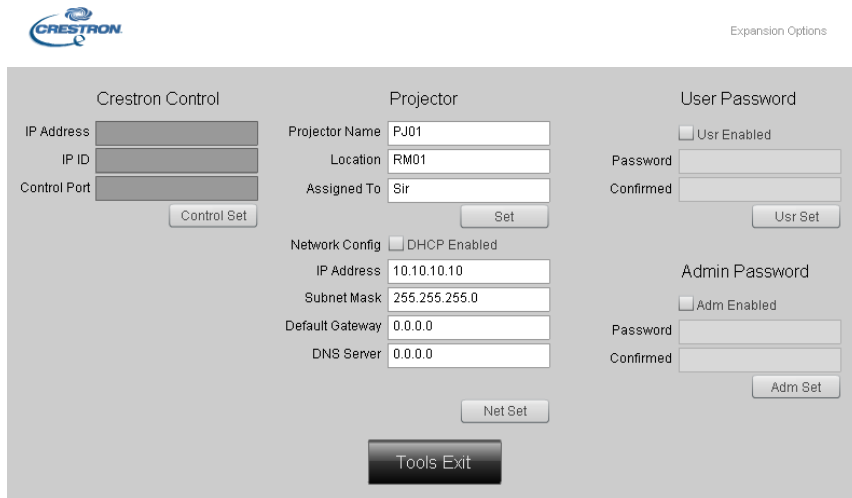 CRESTRON
Expansion Options
Crestron Control
IP Address
IP ID
Control Port
Control Set
Projector
Projector Name PJ01
Location RM01
Assigned To Sir
Set
Network Config DHCP Enabled
IP Address 10.10.10.10
Subnet Mask 255.255.255.0
Default Gateway 0.0.0.0
DNS Server 0.0.0.0
Net Set
User Password
Usr Enabled
Password
Confirmed
Usr Set
Admin Password
Adm Enabled
Password
Confirmed
Adm Set
Tools Exit